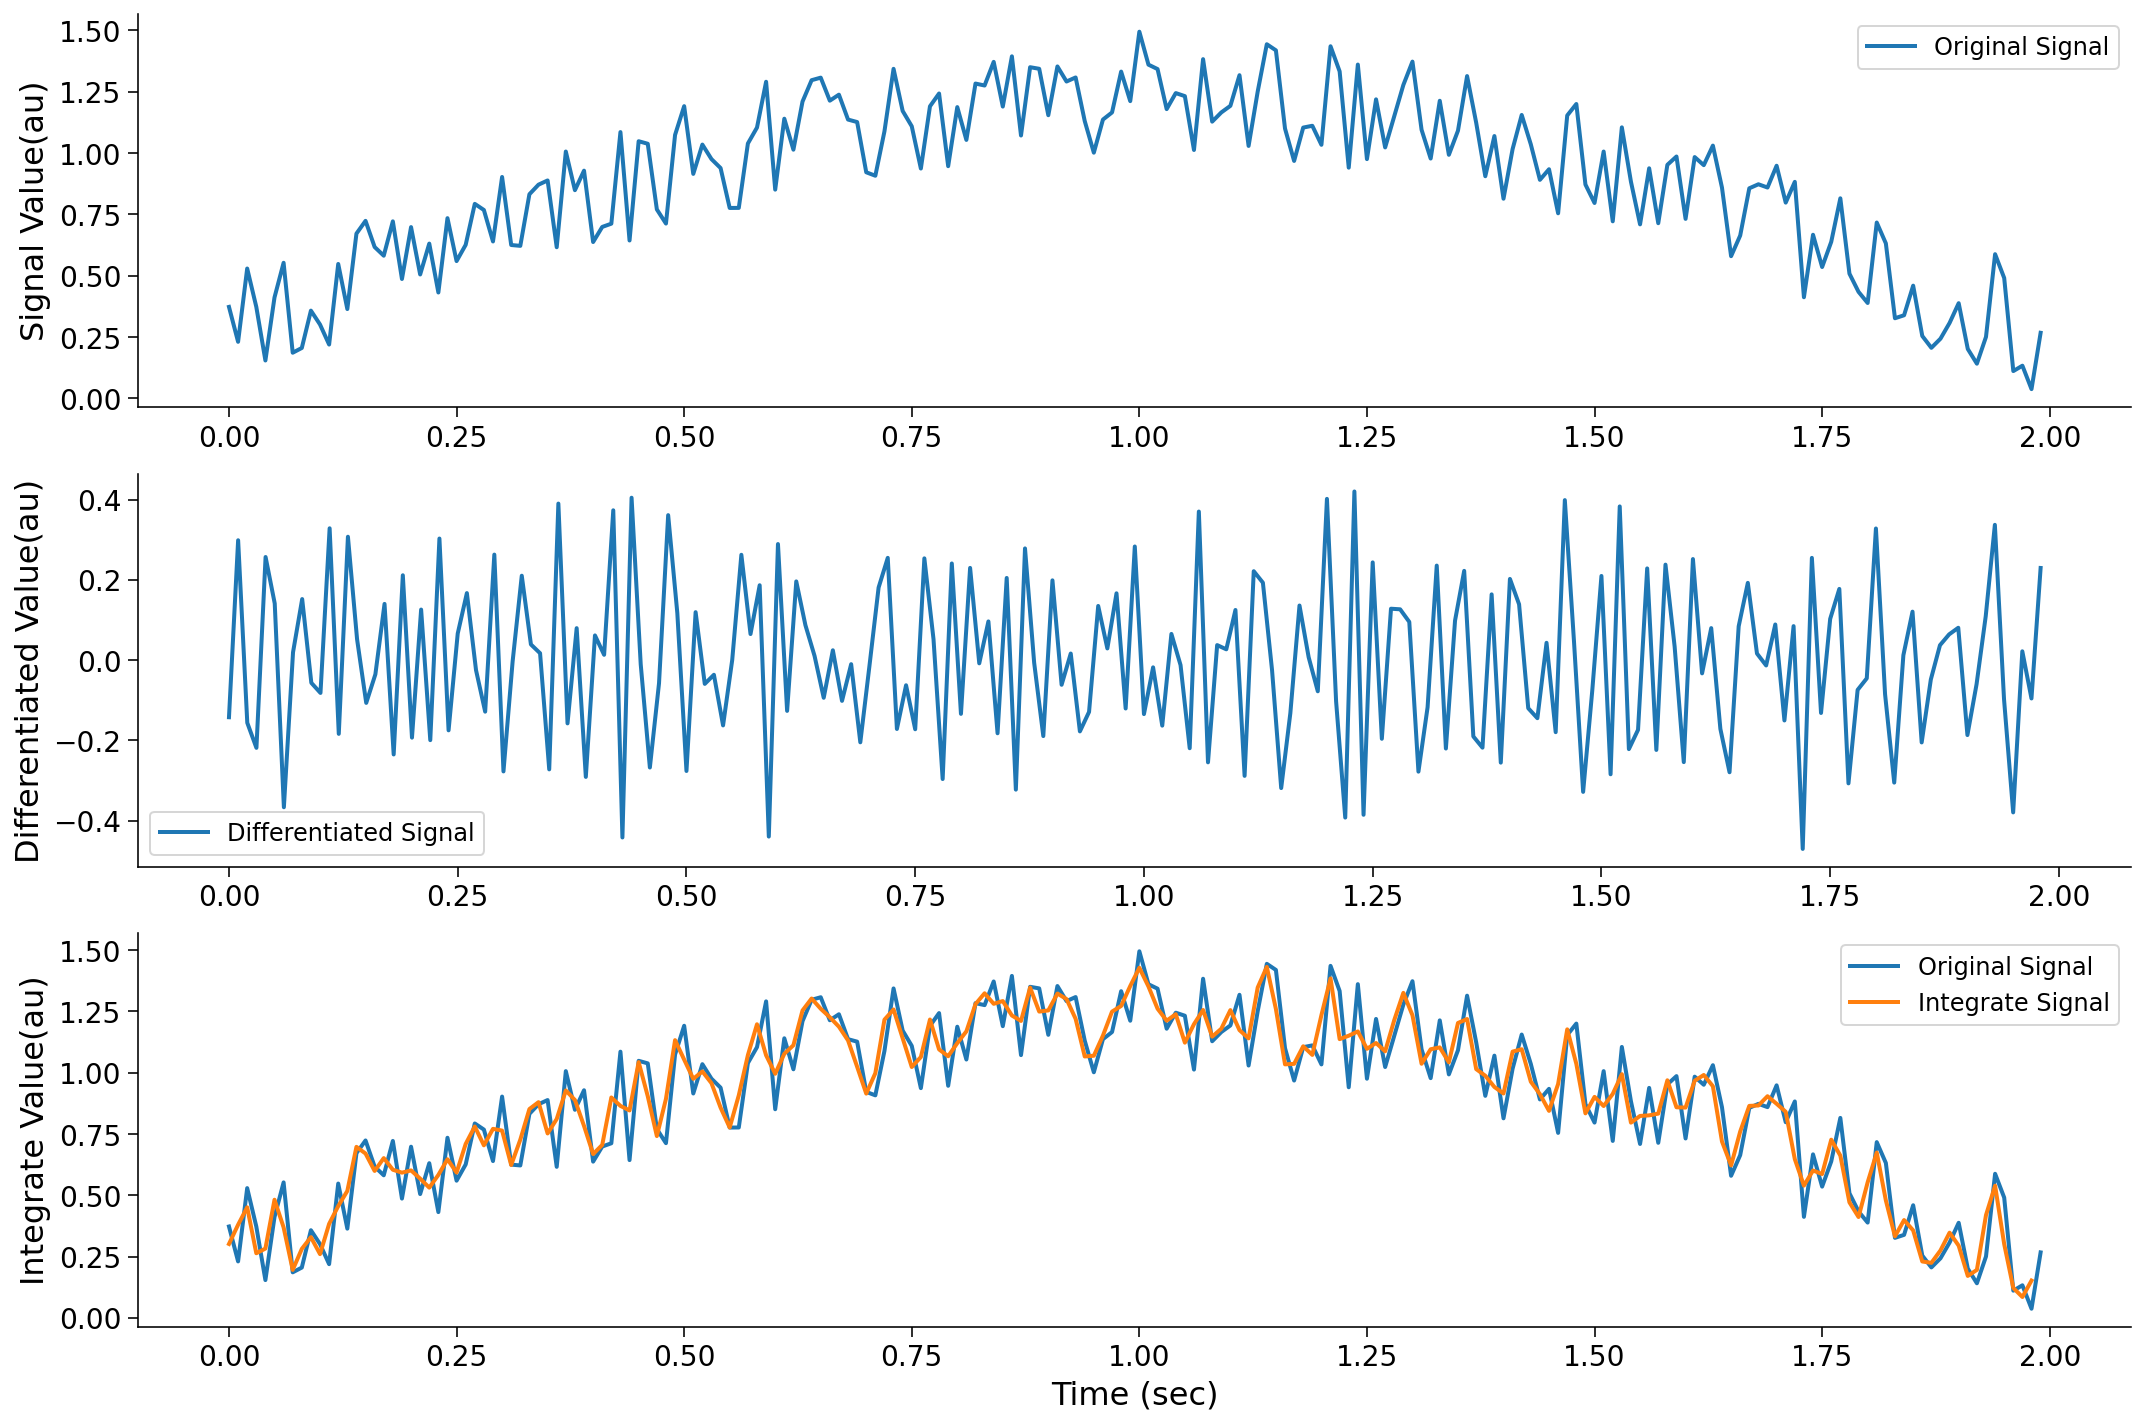 Signal Value(au)
1.50
1.25
1.00
0.75
0.50
0.25
0.00
Original Signal
0.00 0.25 0.50 0.75 1.00 1.25 1.50 1.75 2.00
Differentiated Value(au)
0.4
0.2
0.0
−0.2
−0.4
Differentiated Signal
0.00 0.25 0.50 0.75 1.00 1.25 1.50 1.75 2.00
Integrate Value(au)
1.50
1.25
1.00
0.75
0.50
0.25
0.00
Original Signal
Integrate Signal
0.00 0.25 0.50 0.75 1.00 1.25 1.50 1.75 2.00
Time (sec)